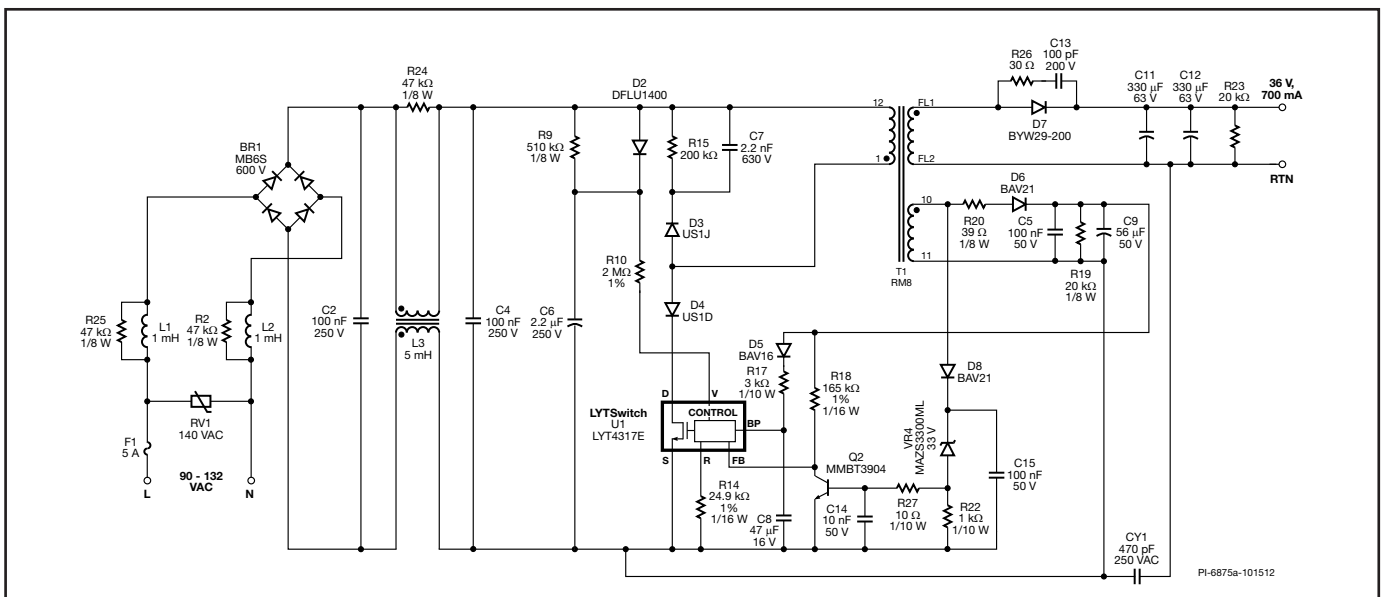 R24
47 kΩ
1/8 W
BR1
MB6S
600 V
R25
47 kΩ
1/8 W
L1
1 mH
R2
47 kΩ
1/8 W
L2
1 mH
RV1
140 VAC
F1
5 A
90 - 132
VAC
L
N
C2
100 nF
250 V
L3
5 mH
C4
100 nF
250 V
R9
510 kΩ
1/8 W
C6
2.2 μF
250 V
D2
DFLU1400
R10
2 MΩ
1%
R15
200 kΩ
C7
2.2 nF
630 V
D3
US1J
D4
US1D
LYTSwitch
U1
LYT4317E
D
V
CONTROL
BP
S
R
FB
R14
24.9 kΩ
1%
1/16 W
D5
BAV16
R17
3 kΩ
1/10 W
C8
47 μF
16 V
R18
165 kΩ
1%
1/16 W
Q2
MMBT3904
C14
10 nF
50 V
R27
10 Ω
1/10 W
R22
1 kΩ
1/10 W
VR4
MAZS3300ML
33 V
D8
BAV21
C15
100 nF
50 V
12
1
FL1
FL2
10
11
T1
RM8
R26
30 Ω
C13
100 pF
200 V
D7
BYW29-200
C11
330 μF
63 V
C12
330 μF
63 V
R23
20 kΩ
36 V,
700 mA
RTN
R20
39 Ω
1/8 W
D6
BAV21
C5
100 nF
50 V
R19
20 kΩ
1/8 W
C9
56 μF
50 V
CY1
470 pF
250 VAC
PI-6875a-101512